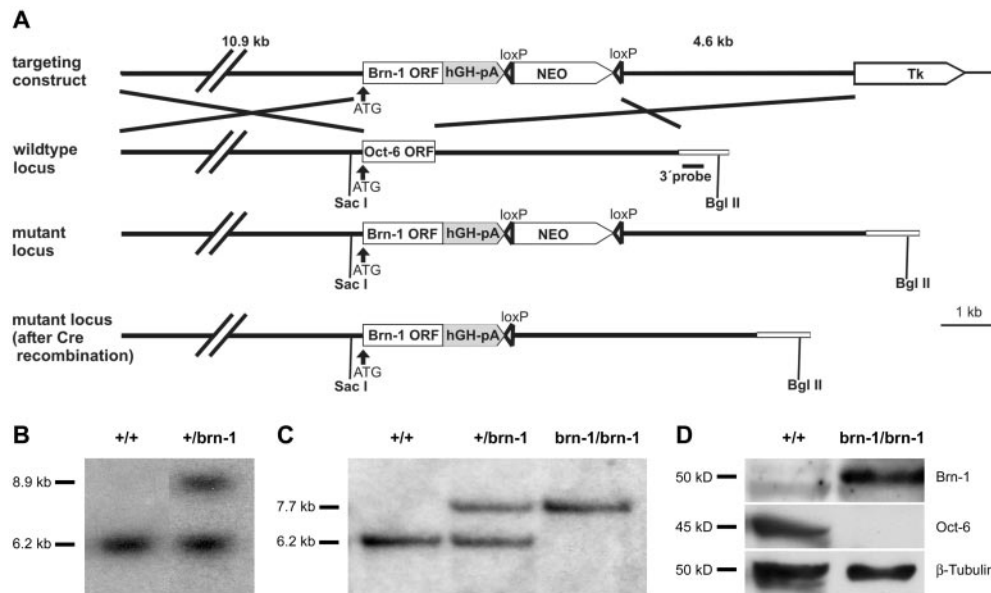 A
10.9 kb
4.6 kb
targeting
construct
Brn-1 ORF
hGH-pA
loxP
NEO
loxP
Tk
ATG
wildtype
locus
Oct-6 ORF
3´probe
ATG
Sac I
Bgl II
mutant
locus
Brn-1 ORF
hGH-pA
loxP
NEO
loxP
ATG
Sac I
Bgl II
1 kb
mutant locus
(after Cre
recombination)
Brn-1 ORF
hGH-pA
loxP
ATG
Sac I
Bgl II
B
+/+
+/brn-1
8.9 kb
6.2 kb
C
+/+
+/brn-1
brn-1/brn-1
7.7 kb
6.2 kb
D
+/+
brn-1/brn-1
50 kD
Brn-1
45 kD
Oct-6
50 kD
β-Tubulin